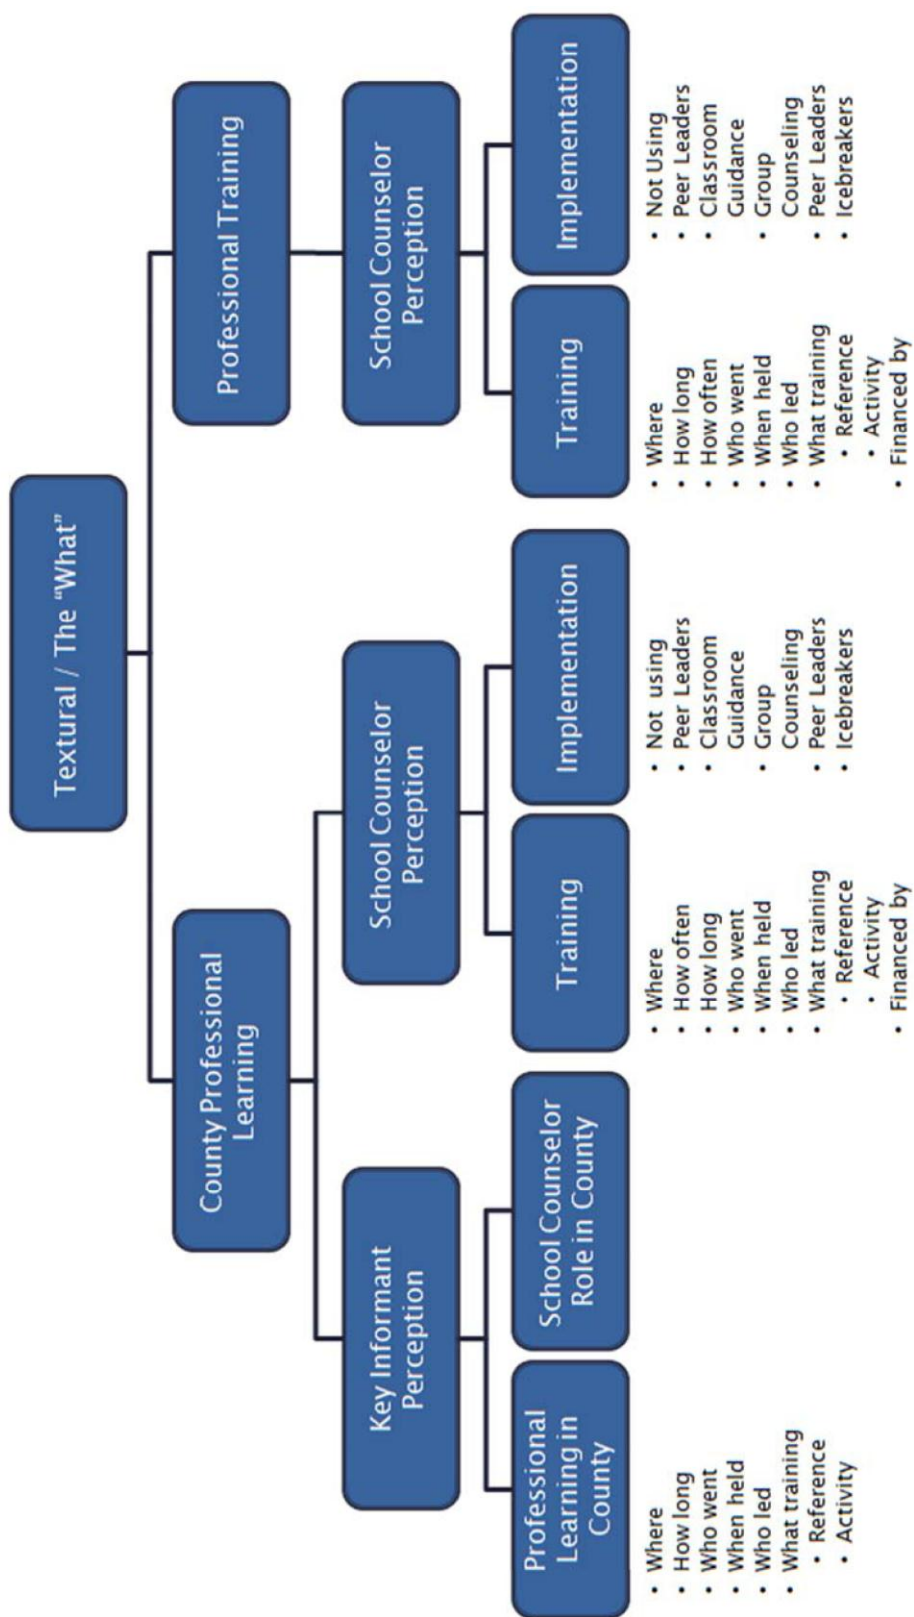 Textural / The “What”
County Professional
Learning
Professional Training
Key Informant
Perception
School Counselor
Perception
School Counselor
Perception
Professional
Learning in
County
School Counselor
Role in County
Training
Implementation
Training
Implementation
• Where
• How long
• Who went
• When held
• Who led
• What training
• Reference
• Activity
• Where
• How often
• How long
• Who went
• When held
• Who led
• What training
• Reference
• Activity
• Financed by
• Not using
• Peer Leaders
• Classroom
Guidance
• Group
Counseling
• Peer Leaders
• Icebreakers
• Where
• How long
• How often
• Who went
• When held
• Who led
• What training
• Reference
• Activity
• Financed by
• Not Using
• Peer Leaders
• Classroom
Guidance
• Group
Counseling
• Peer Leaders
• Icebreakers